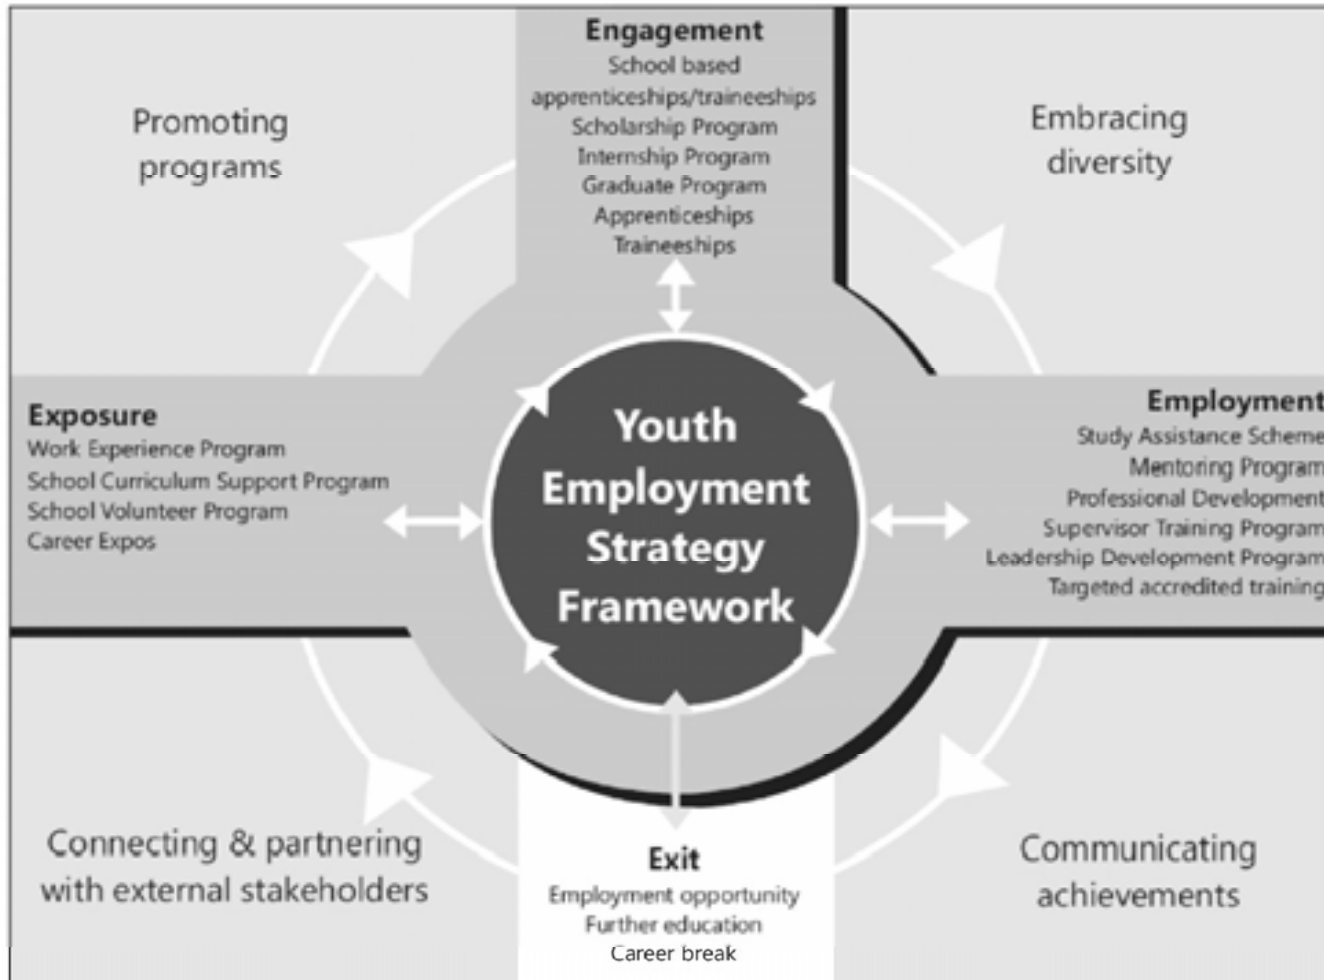 Engagement
School based
apprenticeships/traineeships
Scholarship Program
Internship Program
Graduate Program
Apprenticeships
Traineeships
Promoting
programs
Embracing
diversity
Exposure
Work Experience Program
School Curriculum Support Program
School Volunteer Program
Career Expos
Youth
Employment
Strategy
Framework
Employment
Study Assistance Scheme
Mentoring Program
Professional Development
Supervisor Training Program
Leadership Development Program
Targeted accredited training
Connecting & partnering
with external stakeholders
Exit
Employment opportunity
Further education
Career break
Communicating
achievements